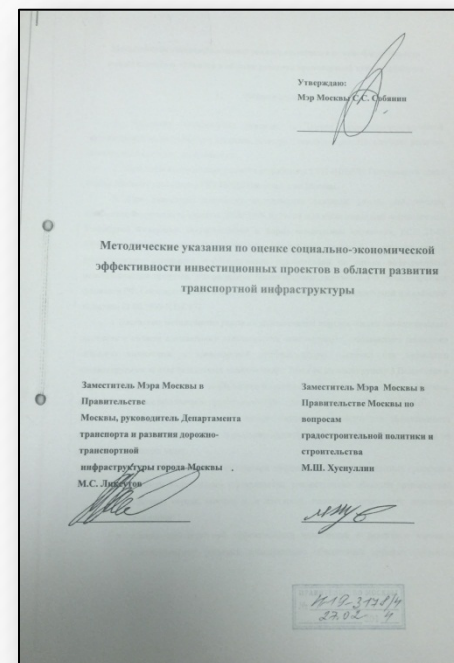 Утверждаю:
Мэр Москвы С.С. Собянин
Методические указания по оценке социально-экономической
эффективности инвестиционных проектов в области развития
транспортной инфраструктуры
Заместитель Мэра Москвы в
Правительстве
Москвы, руководитель Департамента
транспорта и развития дорожно-
транспортной
инфраструктуры города Москвы
М.С. Ликсутов
Заместитель Мэра Москвы в
Правительстве Москвы по
вопросам
градостроительной политики и
строительства
М.Ш. Хуснуллин
27.02